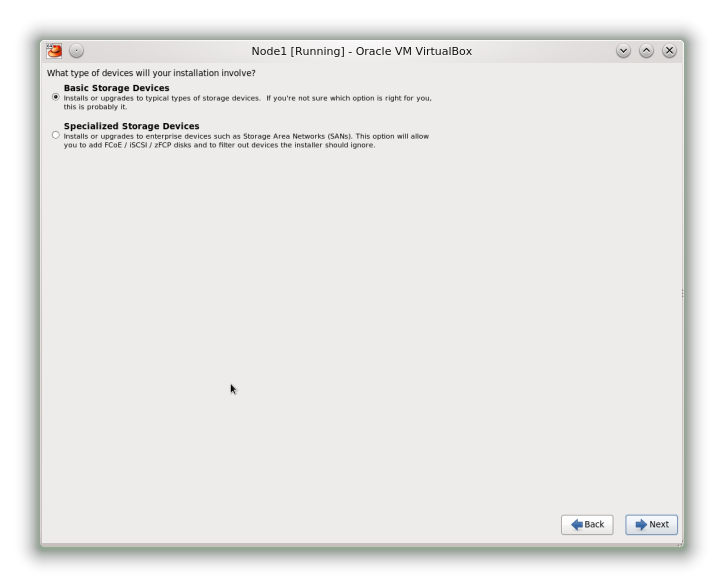 Node1 [Running] - Oracle VM VirtualBox
What type of devices will your installation involve?
Basic Storage Devices
Installs or upgrades to typical types of storage devices.  If you're not sure which option is right for you,
this is probably it.
Specialized Storage Devices
Installs or upgrades to enterprise devices such as Storage Area Networks (SANs). This option will allow
you to add FCoE / iSCSI / zFCP disks and to filter out devices the installer should ignore.
Back
Next